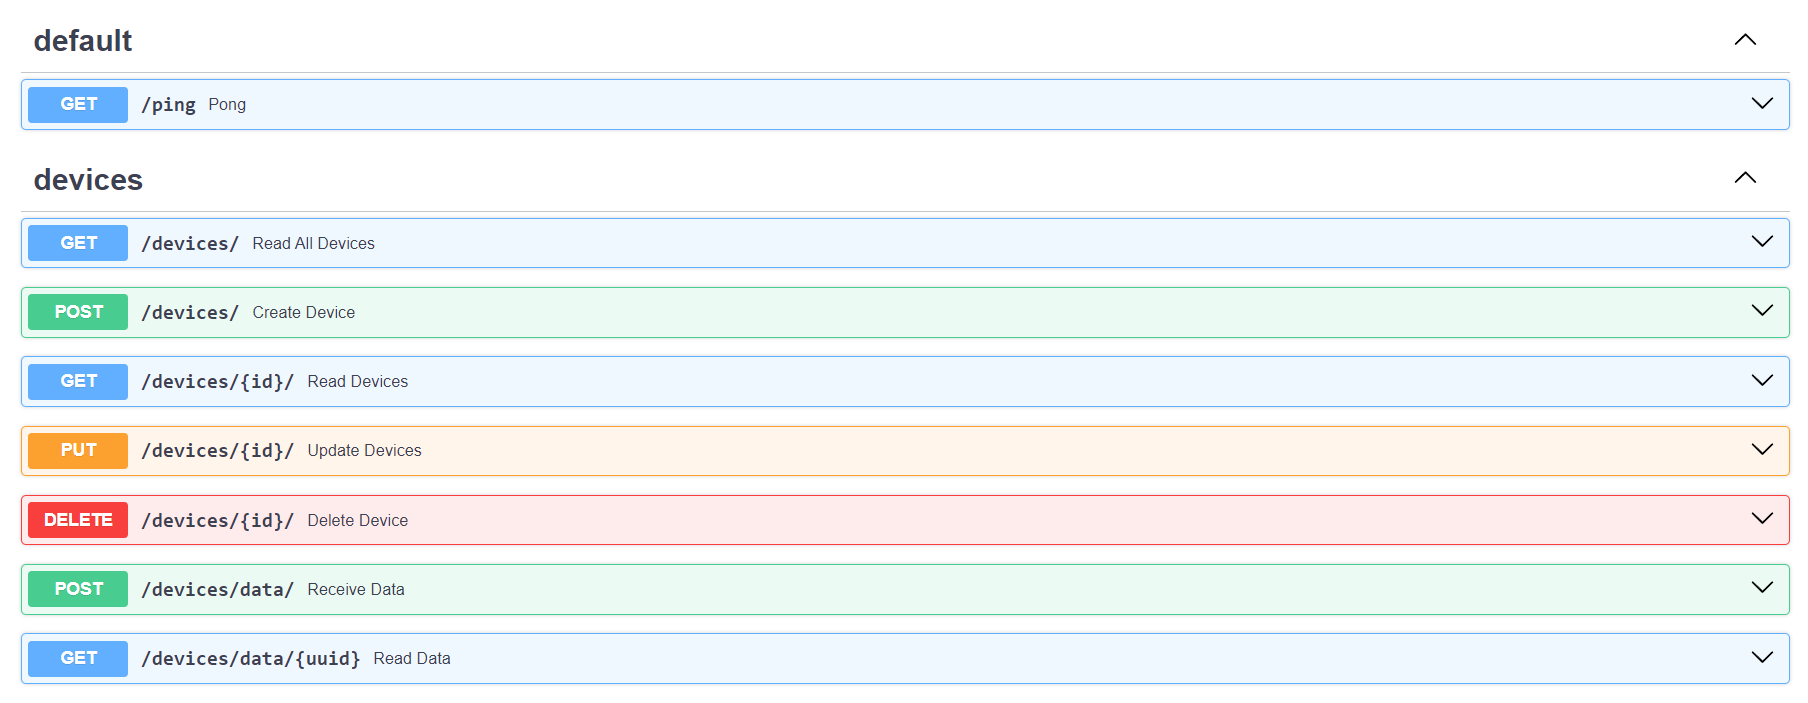 default
GET /ping Pong
devices
GET /devices/ Read All Devices
POST /devices/ Create Device
GET /devices/{id}/ Read Devices
PUT /devices/{id}/ Update Devices
DELETE /devices/{id}/ Delete Device
POST /devices/data/ Receive Data
GET /devices/data/{uuid} Read Data